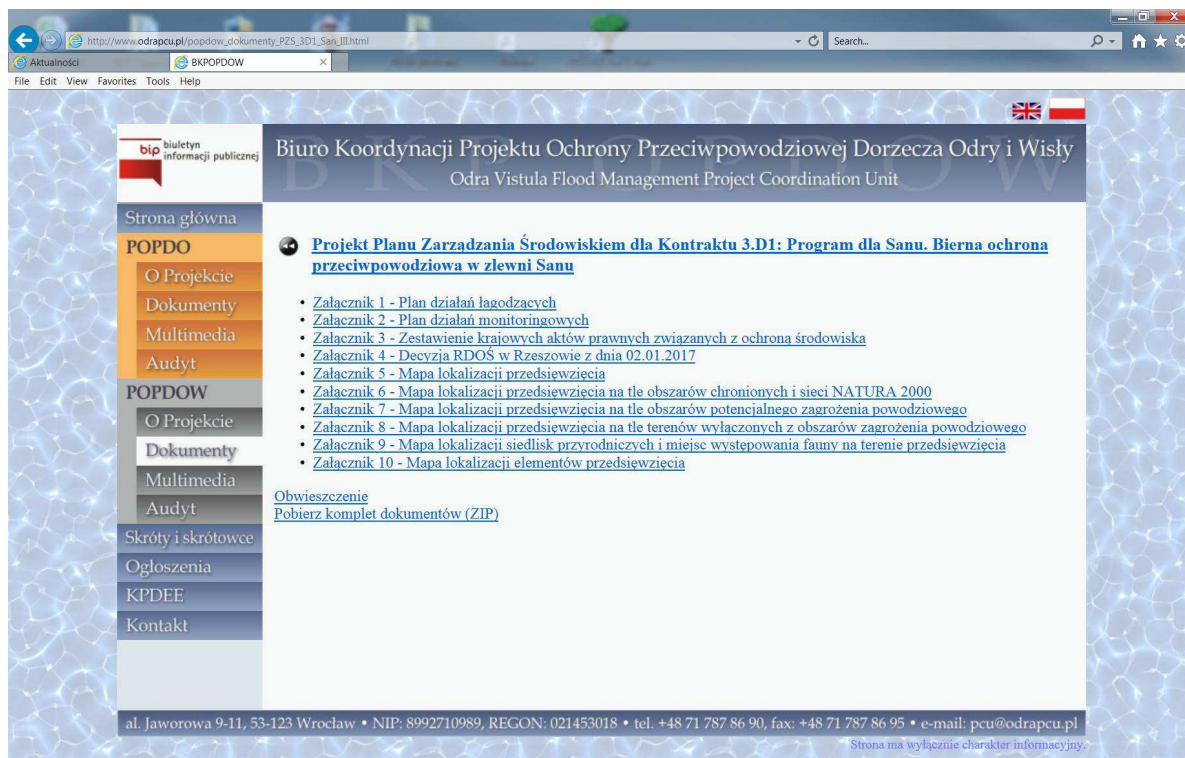 http://www.odrapcu.pl/popdow_dokumenty_PZS_3D1_San_III.html
Search...
Aktualności
BKPOPDOW
File Edit View Favorites Tools Help
bip biuletyn
informacji publicznej
Biuro Koordynacji Projektu Ochrony Przeciwpowodziowej Dorzecza Odry i Wisły
Odra Vistula Flood Management Project Coordination Unit
BKP OPDOW
Strona główna
POPDO
O Projekcie
Dokumenty
Multimedia
Audyt
POPDOW
O Projekcie
Dokumenty
Multimedia
Audyt
Skróty i skrótowce
Ogłoszenia
KPDEE
Kontakt
Projekt Planu Zarządzania Środowiskiem dla Kontraktu 3.D1: Program dla Sanu. Bierna ochrona
przeciwpowodziowa w zlewni Sanu
• Załącznik 1 - Plan działań łagodzących
• Załącznik 2 - Plan działań monitoringowych
• Załącznik 3 - Zestawienie krajowych aktów prawnych związanych z ochroną środowiska
• Załącznik 4 - Decyzja RDOŚ w Rzeszowie z dnia 02.01.2017
• Załącznik 5 - Mapa lokalizacji przedsięwzięcia
• Załącznik 6 - Mapa lokalizacji przedsięwzięcia na tle obszarów chronionych i sieci NATURA 2000
• Załącznik 7 - Mapa lokalizacji przedsięwzięcia na tle obszarów potencjalnego zagrożenia powodziowego
• Załącznik 8 - Mapa lokalizacji przedsięwzięcia na tle terenów wyłączonych z obszarów zagrożenia powodziowego
• Załącznik 9 - Mapa lokalizacji siedlisk przyrodniczych i miejsc występowania fauny na terenie przedsięwzięcia
• Załącznik 10 - Mapa lokalizacji elementów przedsięwzięcia
Obwieszczenie
Pobierz komplet dokumentów (ZIP)
al. Jaworowa 9-11, 53-123 Wrocław • NIP: 8992710989, REGON: 021453018 • tel. +48 71 787 86 90, fax: +48 71 787 86 95 • e-mail: pcu@odrapcu.pl
Strona ma wyłącznie charakter informacyjny.